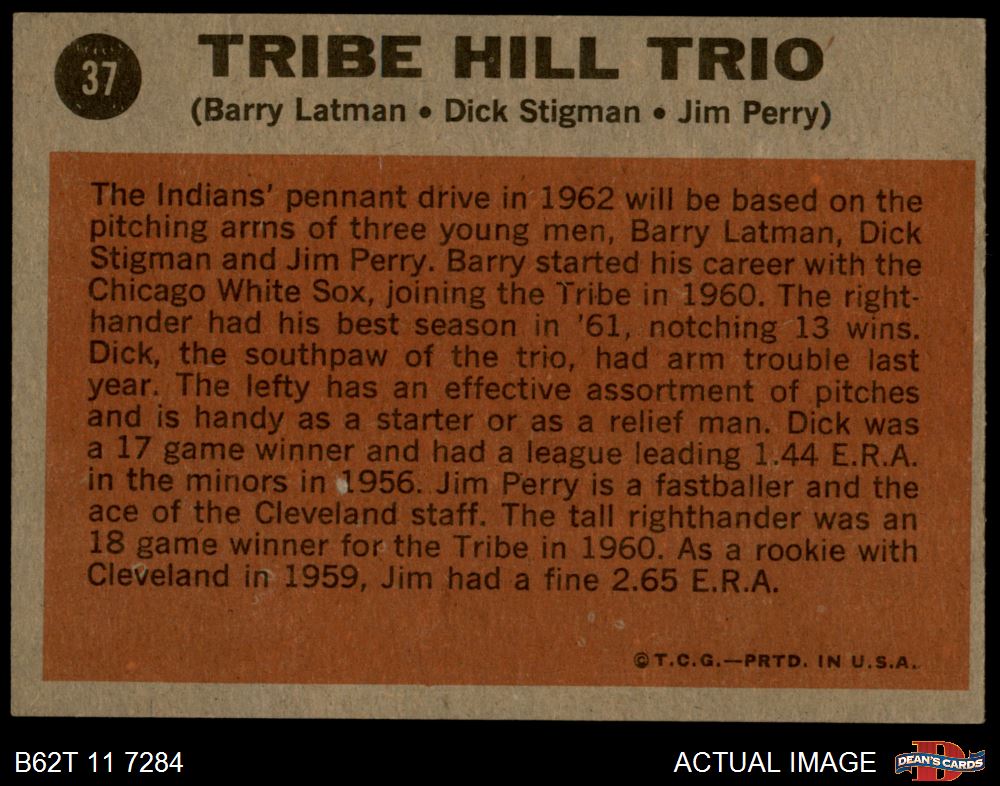 37
TRIBE HILL TRIO
(Barry Latman • Dick Stigman • Jim Perry)
The Indians' pennant drive in 1962 will be based on the
pitching arms of three young men, Barry Latman, Dick
Stigman and Jim Perry. Barry started his career with the
Chicago White Sox, joining the Tribe in 1960. The right-
hander had his best season in '61, notching 13 wins.
Dick, the southpaw of the trio, had arm trouble last
year. The lefty has an effective assortment of pitches
and is handy as a starter or as a relief man. Dick was
a 17 game winner and had a league leading 1.44 E.R.A.
in the minors in 1956. Jim Perry is a fastballer and the
ace of the Cleveland staff. The tall righthander was an
18 game winner for the Tribe in 1960. As a rookie with
Cleveland in 1959, Jim had a fine 2.65 E.R.A.
©T.C.G.—PRTD. IN U.S.A.
B62T 11 7284
ACTUAL IMAGE
D
DEAN'S CARDS